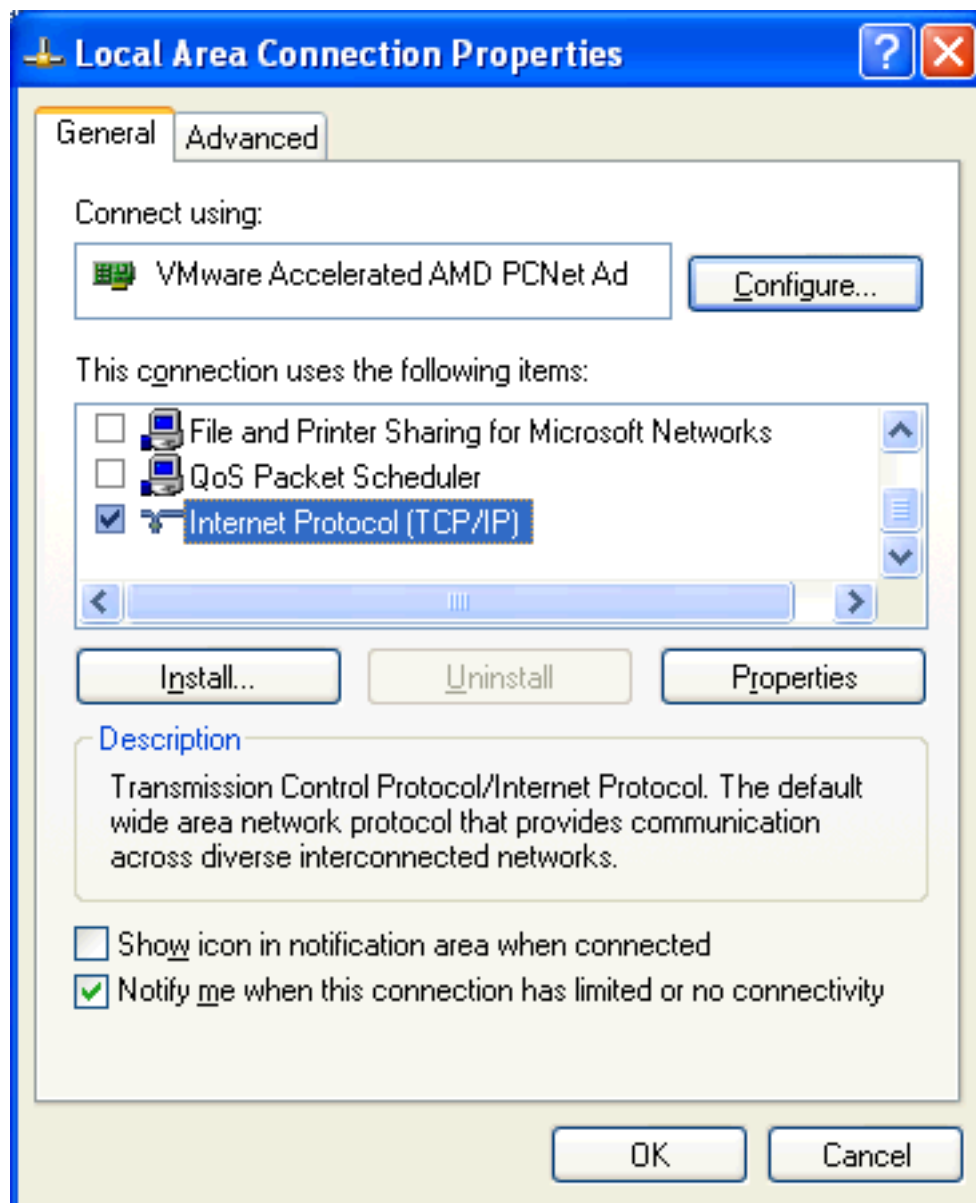 Local Area Connection Properties
General
Advanced
Connect using:
VMware Accelerated AMD PCNet Ad
Configure...
This connection uses the following items:
File and Printer Sharing for Microsoft Networks
QoS Packet Scheduler
Internet Protocol (TCP/IP)
Install...
Uninstall
Properties
Description
Transmission Control Protocol/Internet Protocol. The default
wide area network protocol that provides communication
across diverse interconnected networks.
Show icon in notification area when connected
Notify me when this connection has limited or no connectivity
OK
Cancel